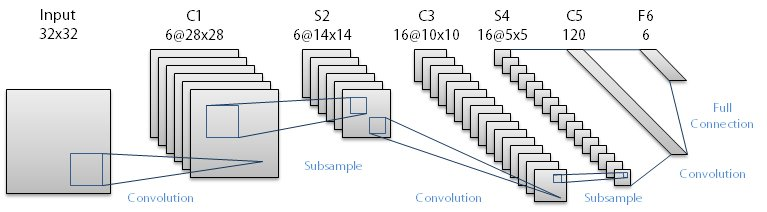 Input
32x32
C1
6@28x28
S2
6@14x14
C3
16@10x10
S4
16@5x5
C5
120
F6
6
Convolution
Subsample
Convolution
Subsample
Convolution
Full
Connection